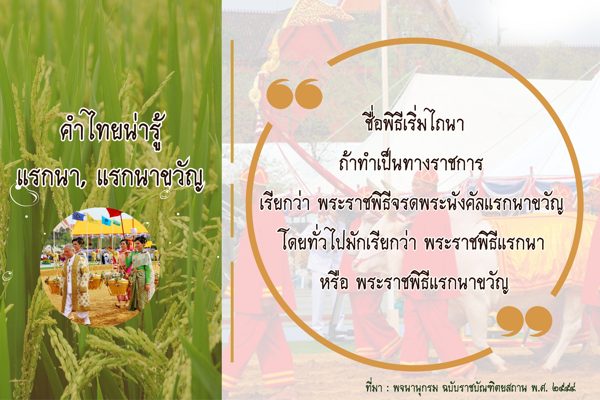 คำไทยน่ารู้
แรกนา, แรกนาขวัญ
ชื่อพิธีเริ่มไถนา
ถ้าทำเป็นทางราชการ
เรียกว่า พระราชพิธีจรดพระนังคัลแรกนาขวัญ
โดยทั่วไปมักเรียกว่า พระราชพิธีแรกนา
หรือ พระราชพิธีแรกนาขวัญ
ที่มา : พจนานุกรม ฉบับราชบัณฑิตยสถาน พ.ศ. ๒๕๕๔